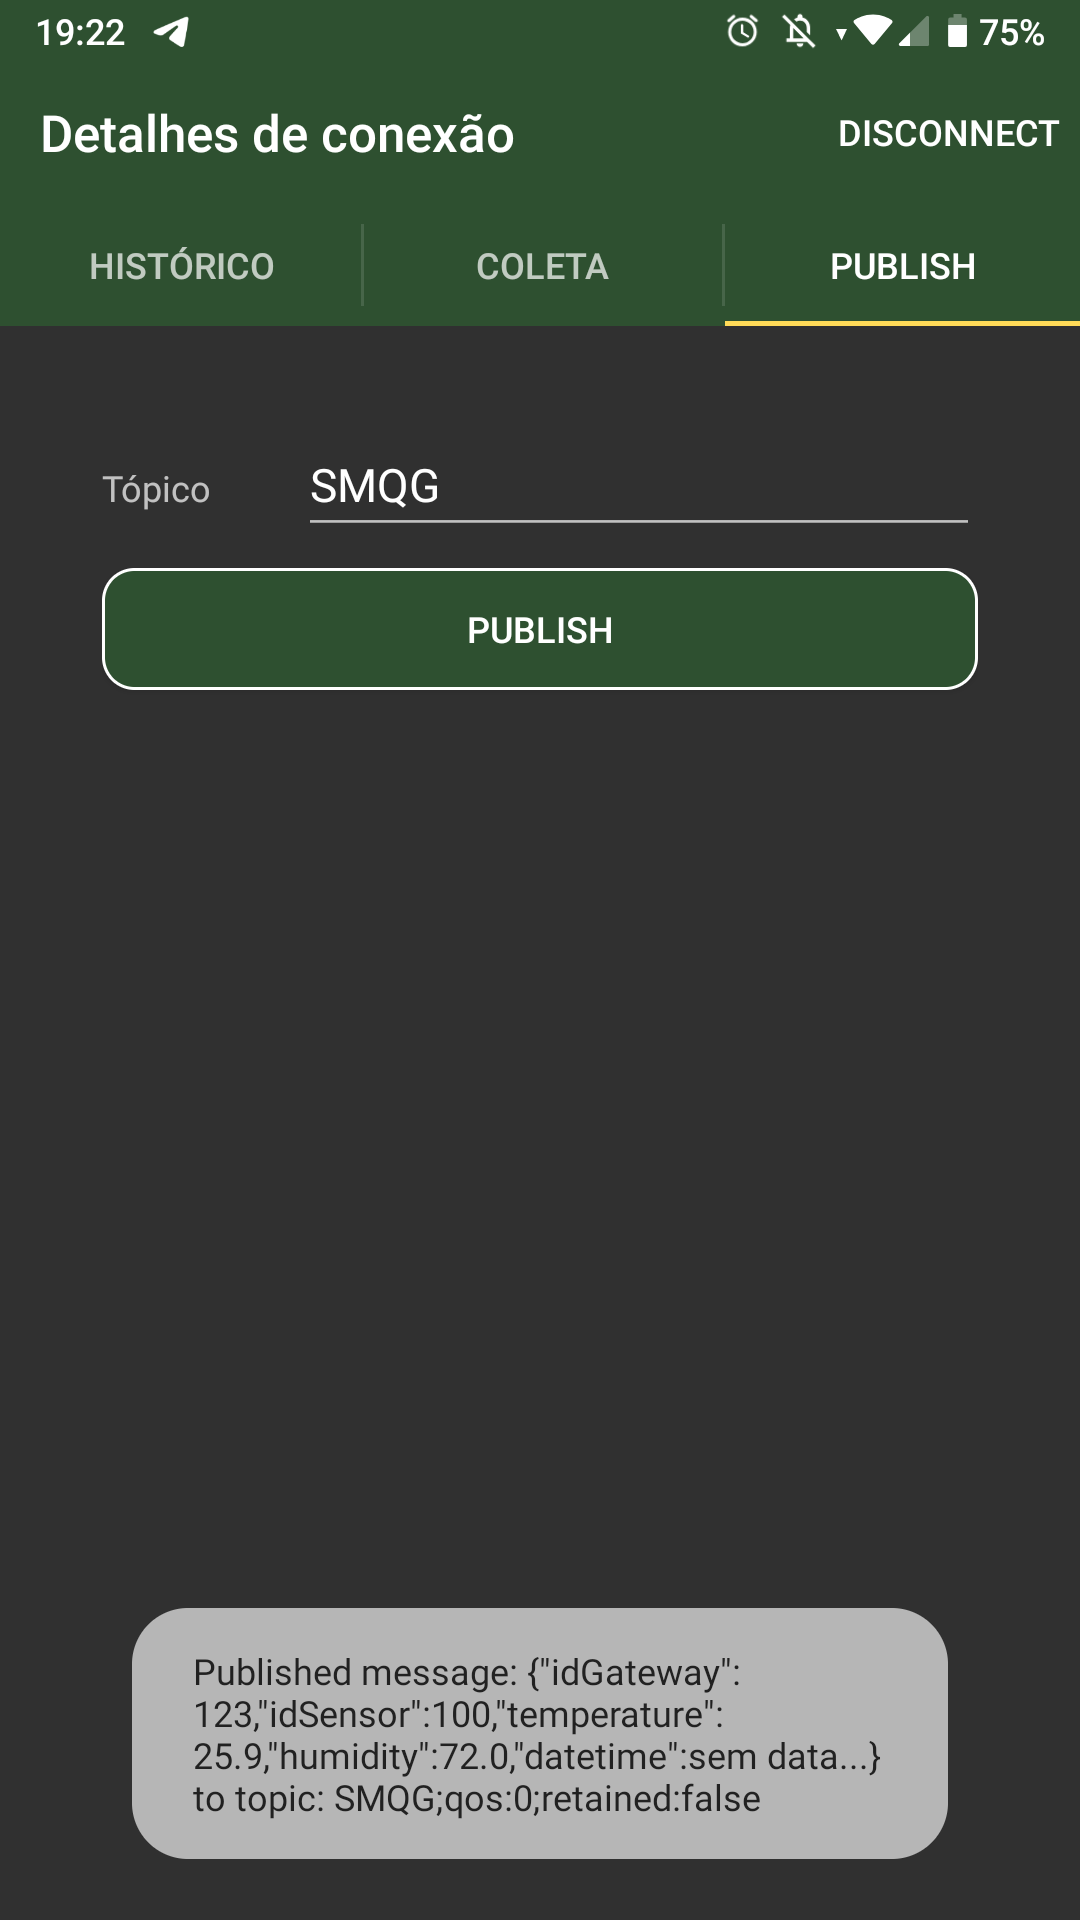 19:22
75%
Detalhes de conexão
DISCONNECT
HISTÓRICO
COLETA
PUBLISH
Tópico
SMQG
PUBLISH
Published message: {"idGateway":
123,"idSensor":100,"temperature":
25.9,"humidity":72.0,"datetime":sem data...}
to topic: SMQG;qos:0;retained:false